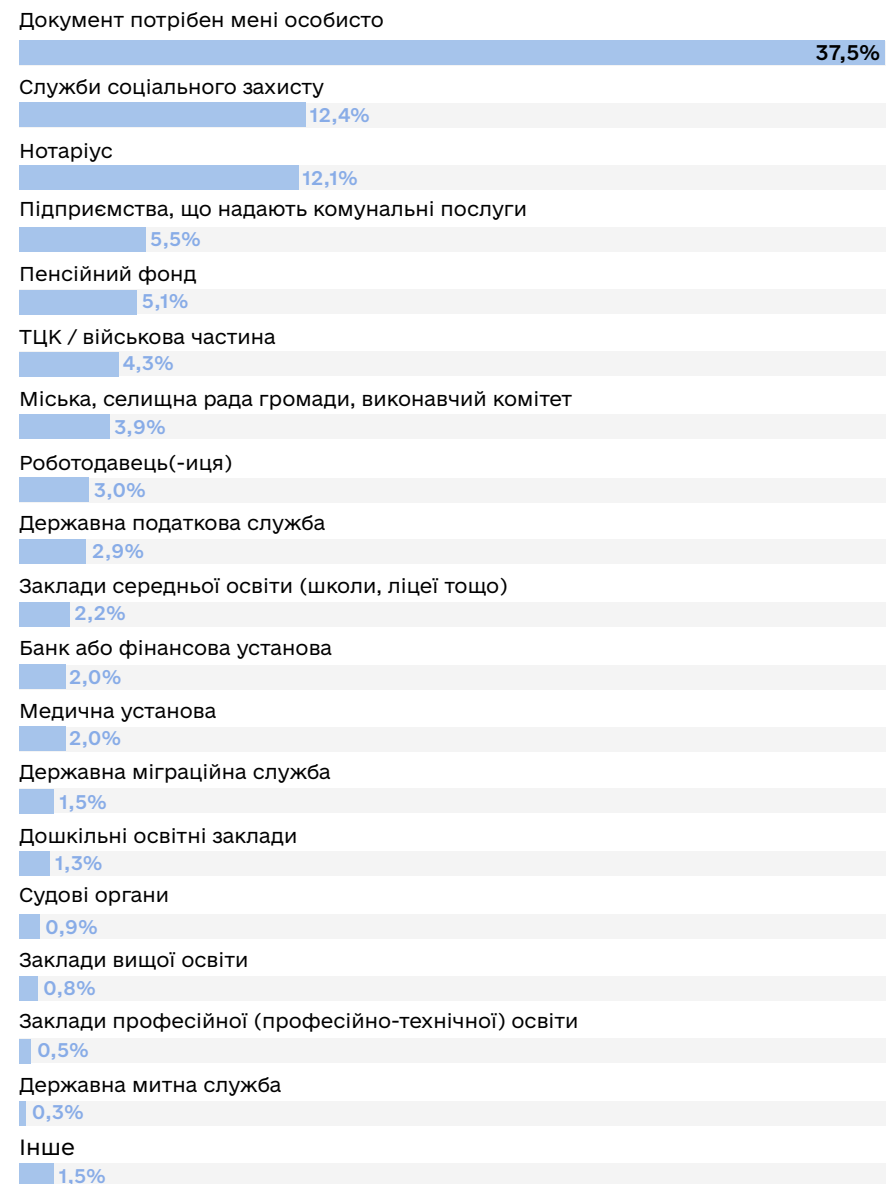 Документ потрібен мені особисто
37,5%
Служби соціального захисту
12,4%
Нотаріус
12,1%
Підприємства, що надають комунальні послуги
5,5%
Пенсійний фонд
5,1%
ТЦК / військова частина
4,3%
Міська, селищна рада громади, виконавчий комітет
3,9%
Роботодавець(-иця)
3,0%
Державна податкова служба
2,9%
Заклади середньої освіти (школи, ліцеї тощо)
2,2%
Банк або фінансова установа
2,0%
Медична установа
2,0%
Державна міграційна служба
1,5%
Дошкільні освітні заклади
1,3%
Судові органи
0,9%
Заклади вищої освіти
0,8%
Заклади професійної (професійно-технічної) освіти
0,5%
Державна митна служба
0,3%
Інше
1,5%